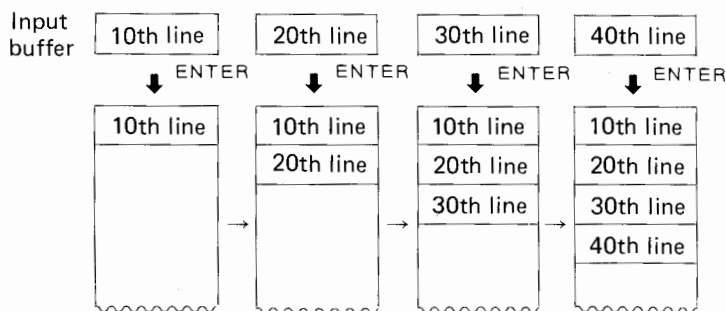 Input buffer
10th line 20th line 30th line 40th line
ENTER ENTER ENTER ENTER
10th line 10th line 10th line 10th line
20th line 20th line 20th line
→ → →
30th line 30th line
40th line